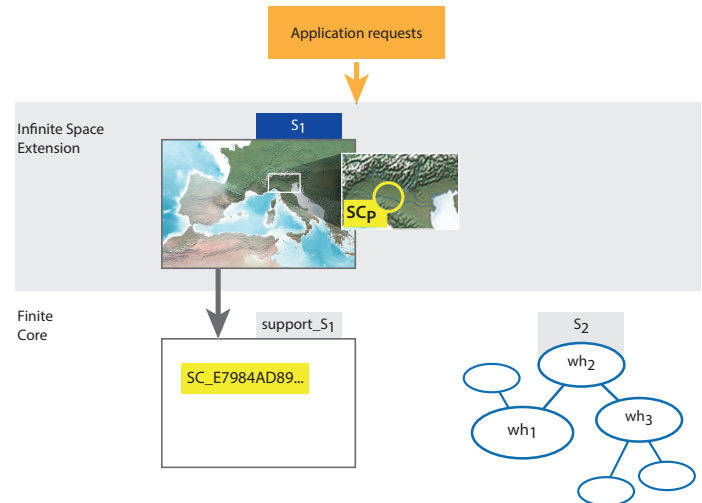 Application requests
Infinite Space
Extension
S1
SCP
Finite
Core
support_S1
S2
SC_E7984AD89...
wh2
wh1
wh3